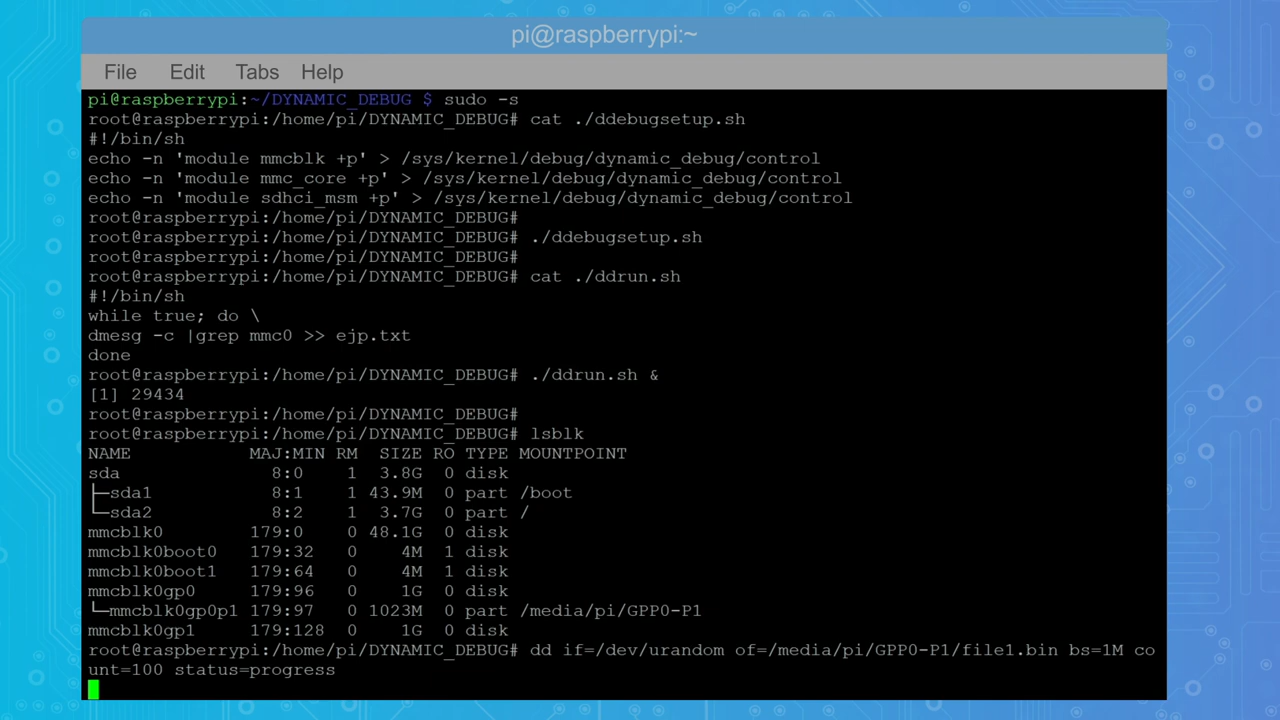 pi@raspberrypi:~
File Edit Tabs Help
pi@raspberrypi:~/DYNAMIC_DEBUG $ sudo -s
root@raspberrypi:/home/pi/DYNAMIC_DEBUG# cat ./ddebugsetup.sh
#!/bin/sh
echo -n 'module mmcblk +p' > /sys/kernel/debug/dynamic_debug/control
echo -n 'module mmc_core +p' > /sys/kernel/debug/dynamic_debug/control
echo -n 'module sdhci_msm +p' > /sys/kernel/debug/dynamic_debug/control
root@raspberrypi:/home/pi/DYNAMIC_DEBUG#
root@raspberrypi:/home/pi/DYNAMIC_DEBUG# ./ddebugsetup.sh
root@raspberrypi:/home/pi/DYNAMIC_DEBUG#
root@raspberrypi:/home/pi/DYNAMIC_DEBUG# cat ./ddrun.sh
#!/bin/sh
while true; do \
dmesg -c |grep mmc0 >> ejp.txt
done
root@raspberrypi:/home/pi/DYNAMIC_DEBUG# ./ddrun.sh &
[1] 29434
root@raspberrypi:/home/pi/DYNAMIC_DEBUG#
root@raspberrypi:/home/pi/DYNAMIC_DEBUG# lsblk
NAME MAJ:MIN RM SIZE RO TYPE MOUNTPOINT
sda 8:0 1 3.8G 0 disk
├─sda1 8:1 1 43.9M 0 part /boot
└─sda2 8:2 1 3.7G 0 part /
mmcblk0 179:0 0 48.1G 0 disk
mmcblk0boot0 179:32 0 4M 1 disk
mmcblk0boot1 179:64 0 4M 1 disk
mmcblk0gp0 179:96 0 1G 0 disk
└─mmcblk0gp0p1 179:97 0 1023M 0 part /media/pi/GPP0-P1
mmcblk0gp1 179:128 0 1G 0 disk
root@raspberrypi:/home/pi/DYNAMIC_DEBUG# dd if=/dev/urandom of=/media/pi/GPP0-P1/file1.bin bs=1M co
unt=100 status=progress